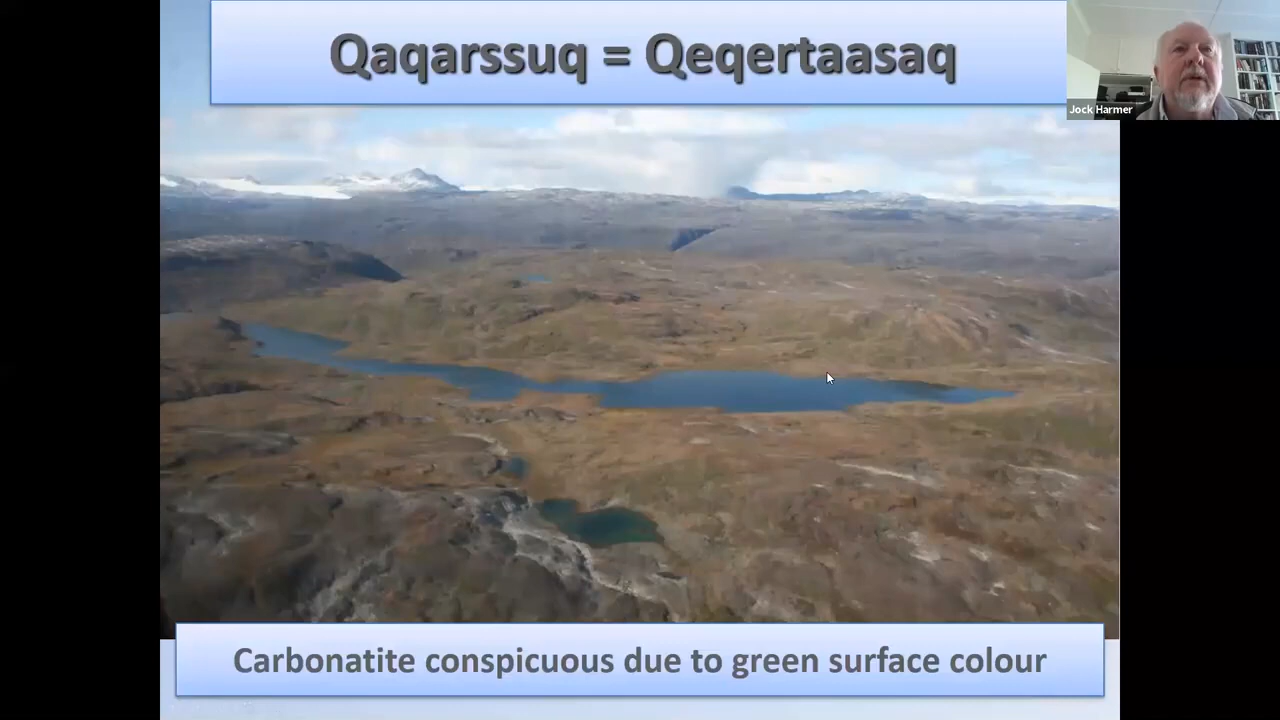 Qaqarssuq = Qeqertaasaq
Jock Harmer
Carbonatite conspicuous due to green surface colour